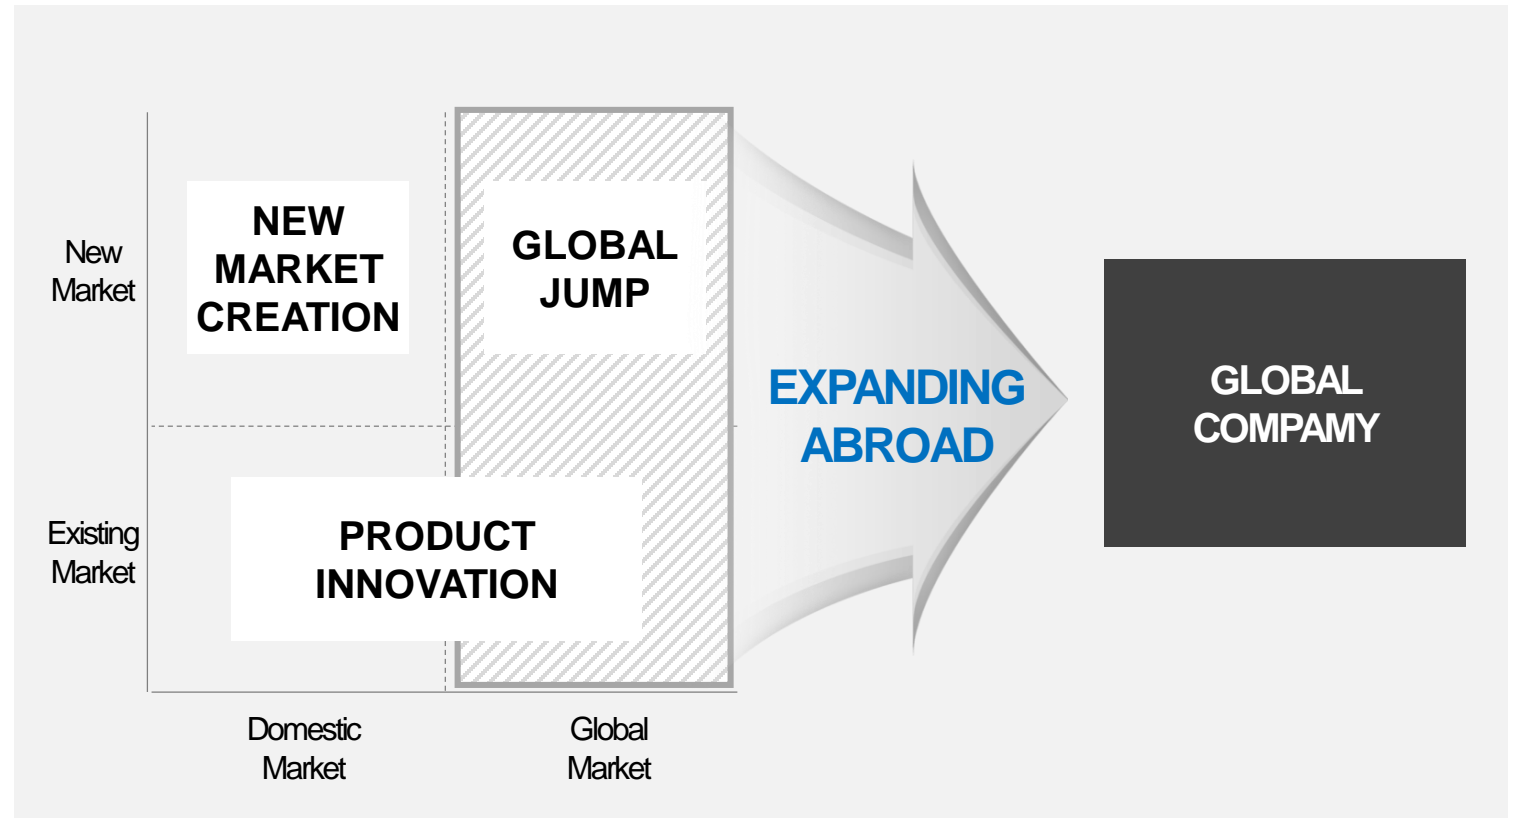 NEW
MARKET
CREATION
GLOBAL
JUMP
New
Market
EXPANDING
ABROAD
GLOBAL
COMPAMY
Existing
Market
PRODUCT
INNOVATION
Domestic
Market
Global
Market